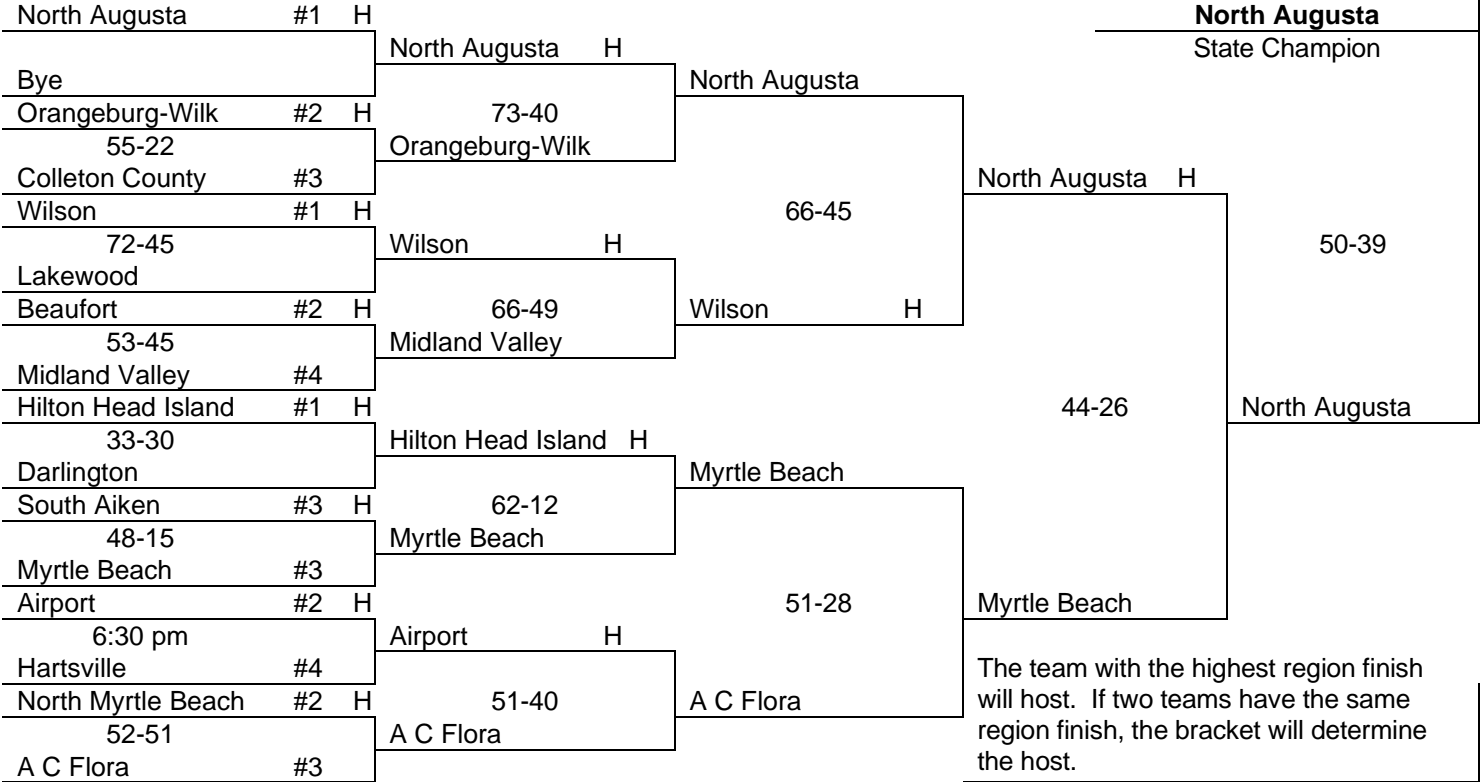 North Augusta #1 H
North Augusta
North Augusta H
State Champion
Bye
North Augusta
Orangeburg-Wilk #2 H
73-40
55-22
Orangeburg-Wilk
Colleton County #3
North Augusta H
Wilson #1 H
66-45
72-45
Wilson H
50-39
Lakewood
Beaufort #2 H
66-49
Wilson H
53-45
Midland Valley
Midland Valley #4
Hilton Head Island #1 H
44-26
North Augusta
33-30
Hilton Head Island H
Darlington
Myrtle Beach
South Aiken #3 H
62-12
48-15
Myrtle Beach
Myrtle Beach #3
Airport #2 H
51-28
Myrtle Beach
6:30 pm
Airport H
Hartsville #4
North Myrtle Beach #2 H
51-40
A C Flora
52-51
A C Flora
A C Flora #3
The team with the highest region finish
will host. If two teams have the same
region finish, the bracket will determine
the host.